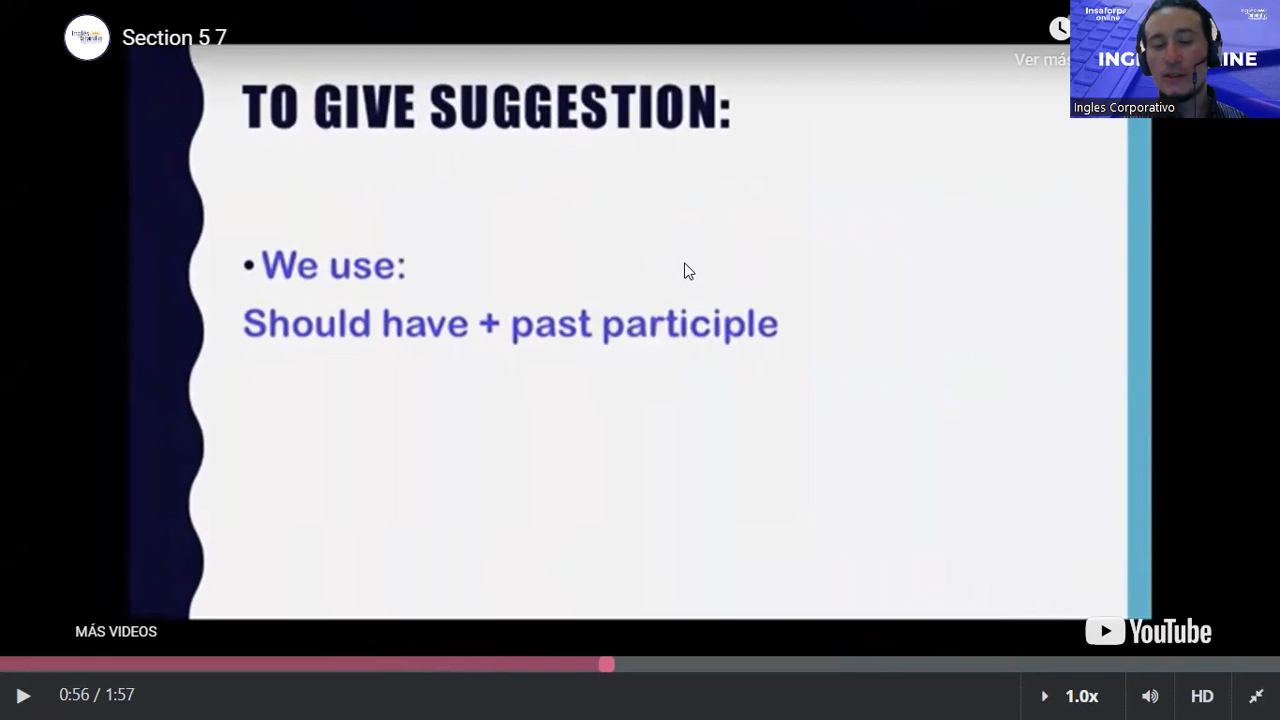 Section 5 7
Ver más
Insaforp
online
INGL
INE
Ingles Corporativo
TO GIVE SUGGESTION:
• We use:
Should have + past participle
MÁS VIDEOS
YouTube
0:56 / 1:57
1.0x
HD